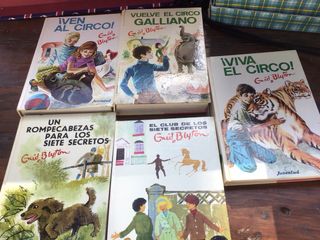 ¡VEN
AL CIRCO!
Enid Blyton
Juventud
VUELVE EL CIRCO
GALLIANO
Enid Blyton
¡VIVA
EL CIRCO!
Enid Blyton
Juventud
UN
ROMPECABEZAS
PARA LOS
SIETE SECRETOS
Enid Blyton
EL CLUB DE LOS
SIETE SECRETOS
Enid Blyton